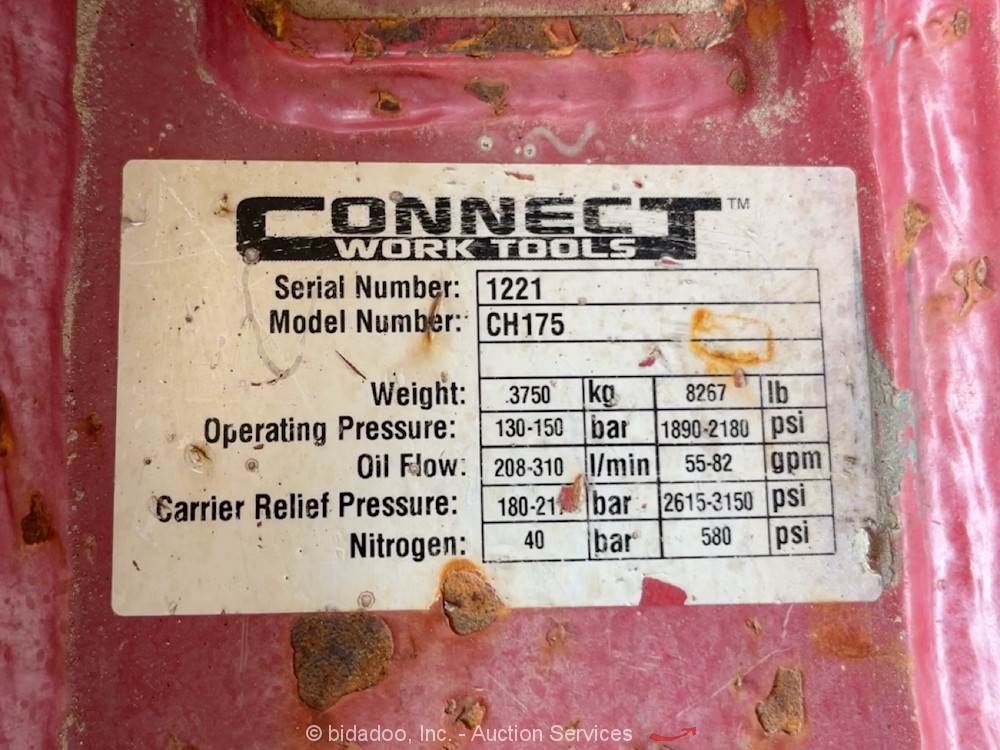 CONNECT™
WORK TOOLS
Serial Number: 1221
Model Number: CH175
Weight: 3750 kg 8267 lb
Operating Pressure: 130-150 bar 1890-2180 psi
Oil Flow: 208-310 l/min 55-82 gpm
Carrier Relief Pressure: bar 2615-3150 psi
Nitrogen: 40 bar 580 psi
© bidadoo, Inc. - Auction Services